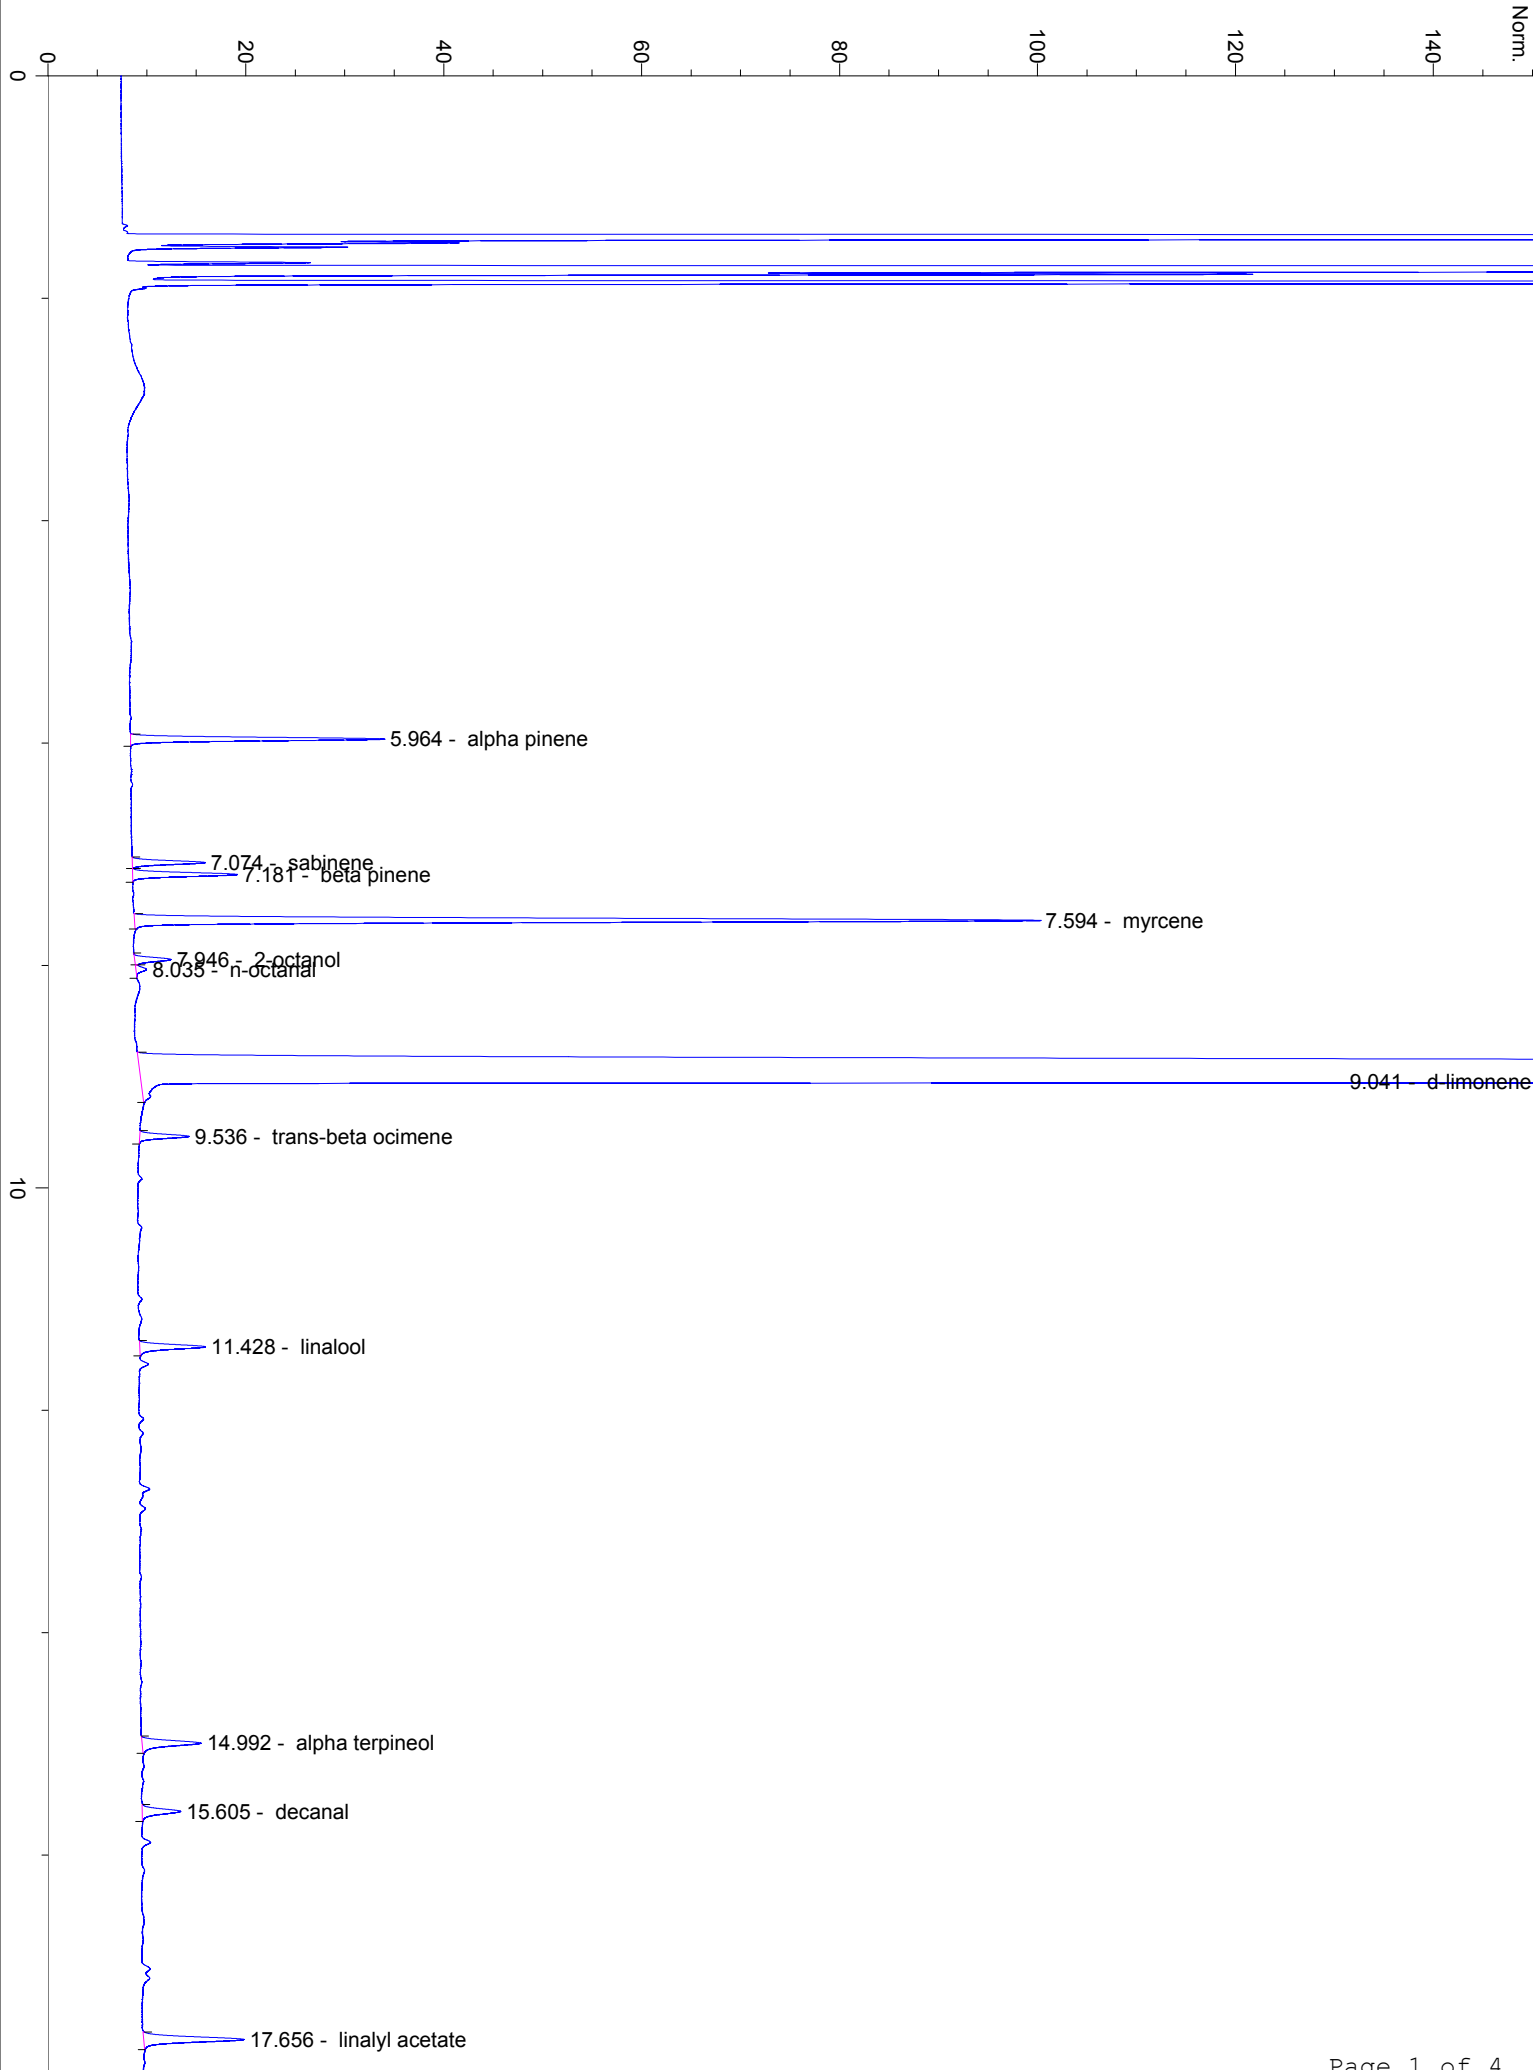 Norm.
0
20
40
60
80
100
120
140
0
5.964 - alpha pinene
7.074 - sabinene
7.181 - beta pinene
7.594 - myrcene
7.946 - 2-octanol
8.035 - n-octanal
9.041 - d-limonene
9.536 - trans-beta ocimene
10
11.428 - linalool
14.992 - alpha terpineol
15.605 - decanal
17.656 - linalyl acetate
Page 1 of 4